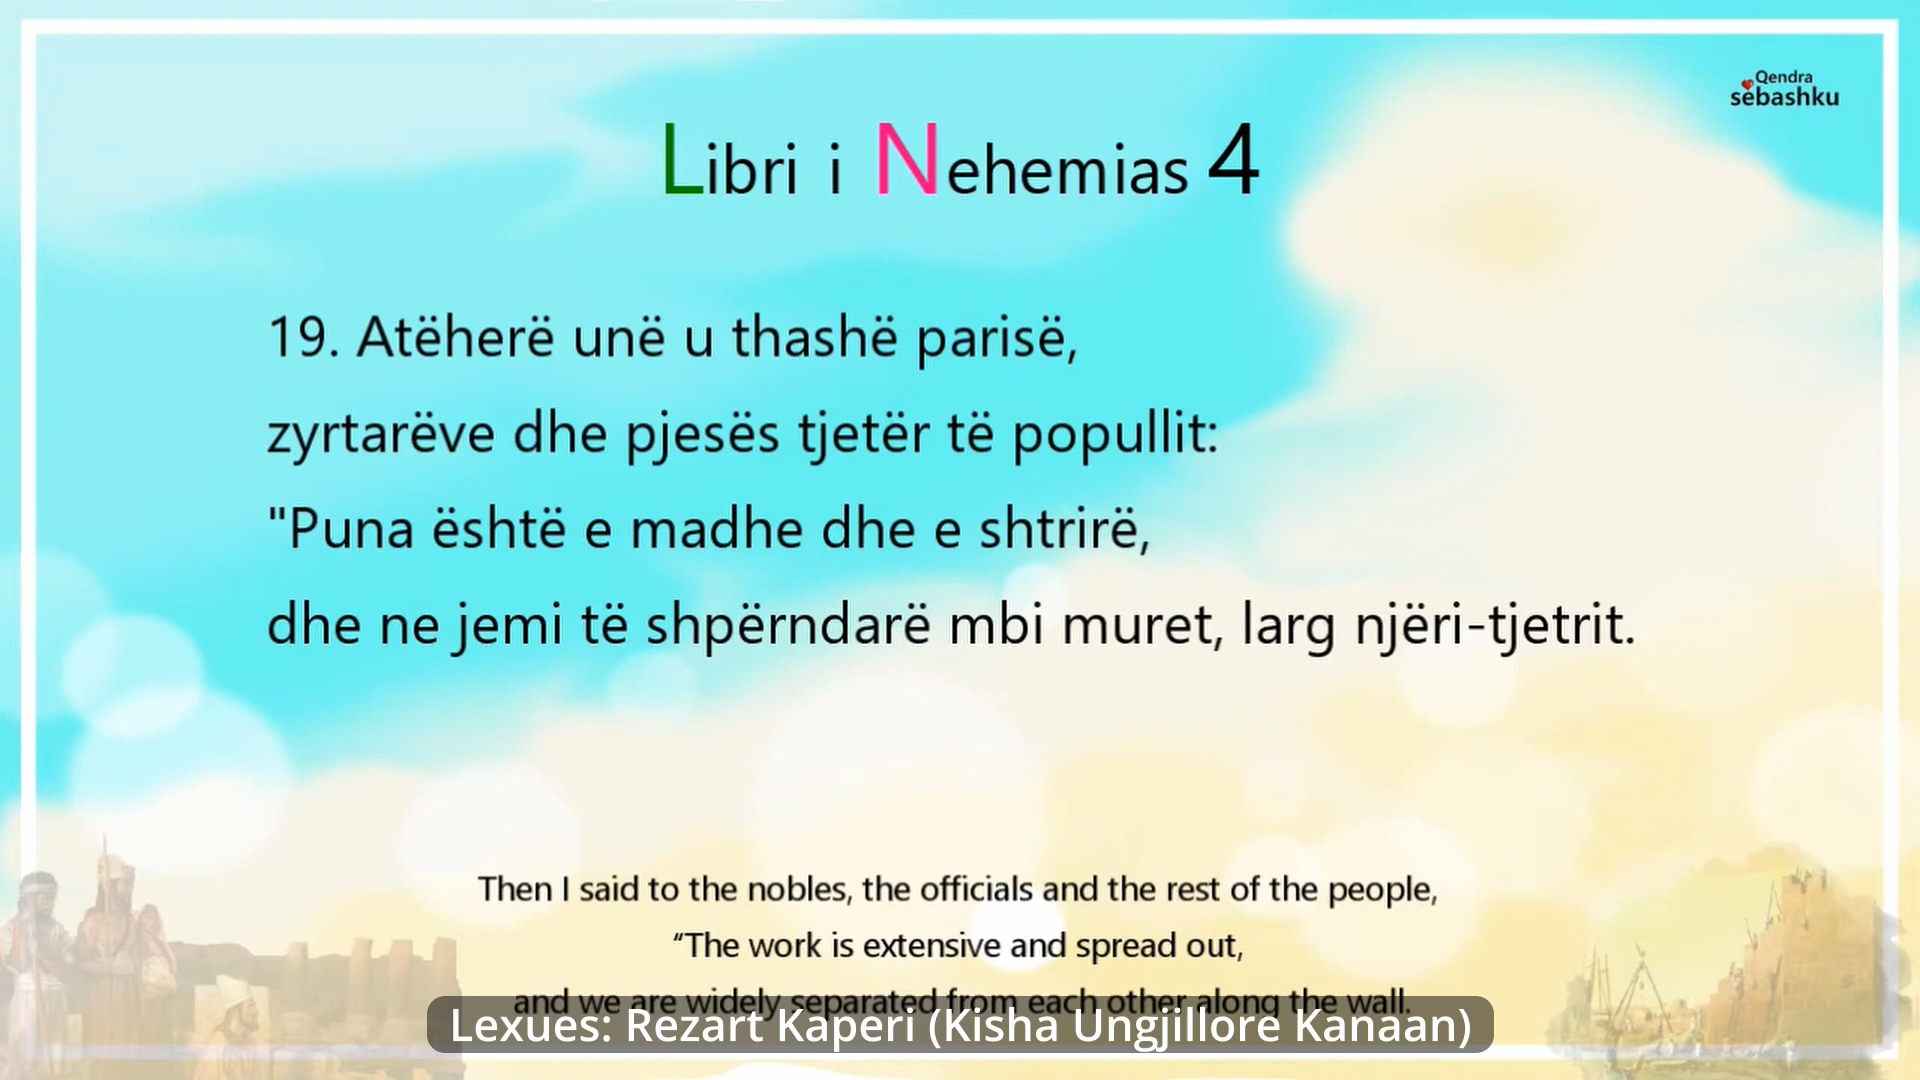 Qendra
sëbashku
Libri i Nehemias 4
19. Atëherë unë u thashë parisë,
zyrtarëve dhe pjesës tjetër të popullit:
"Puna është e madhe dhe e shtrirë,
dhe ne jemi të shpërndarë mbi muret, larg njëri-tjetrit.
Then I said to the nobles, the officials and the rest of the people,
“The work is extensive and spread out,
and we are widely separated from each other along the wall.
Lexues: Rezart Kaperi (Kisha Ungjillore Kanaan)